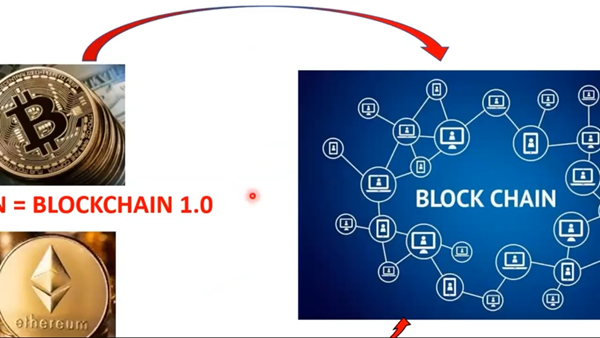 N = BLOCKCHAIN 1.0
BLOCK CHAIN
ethereum